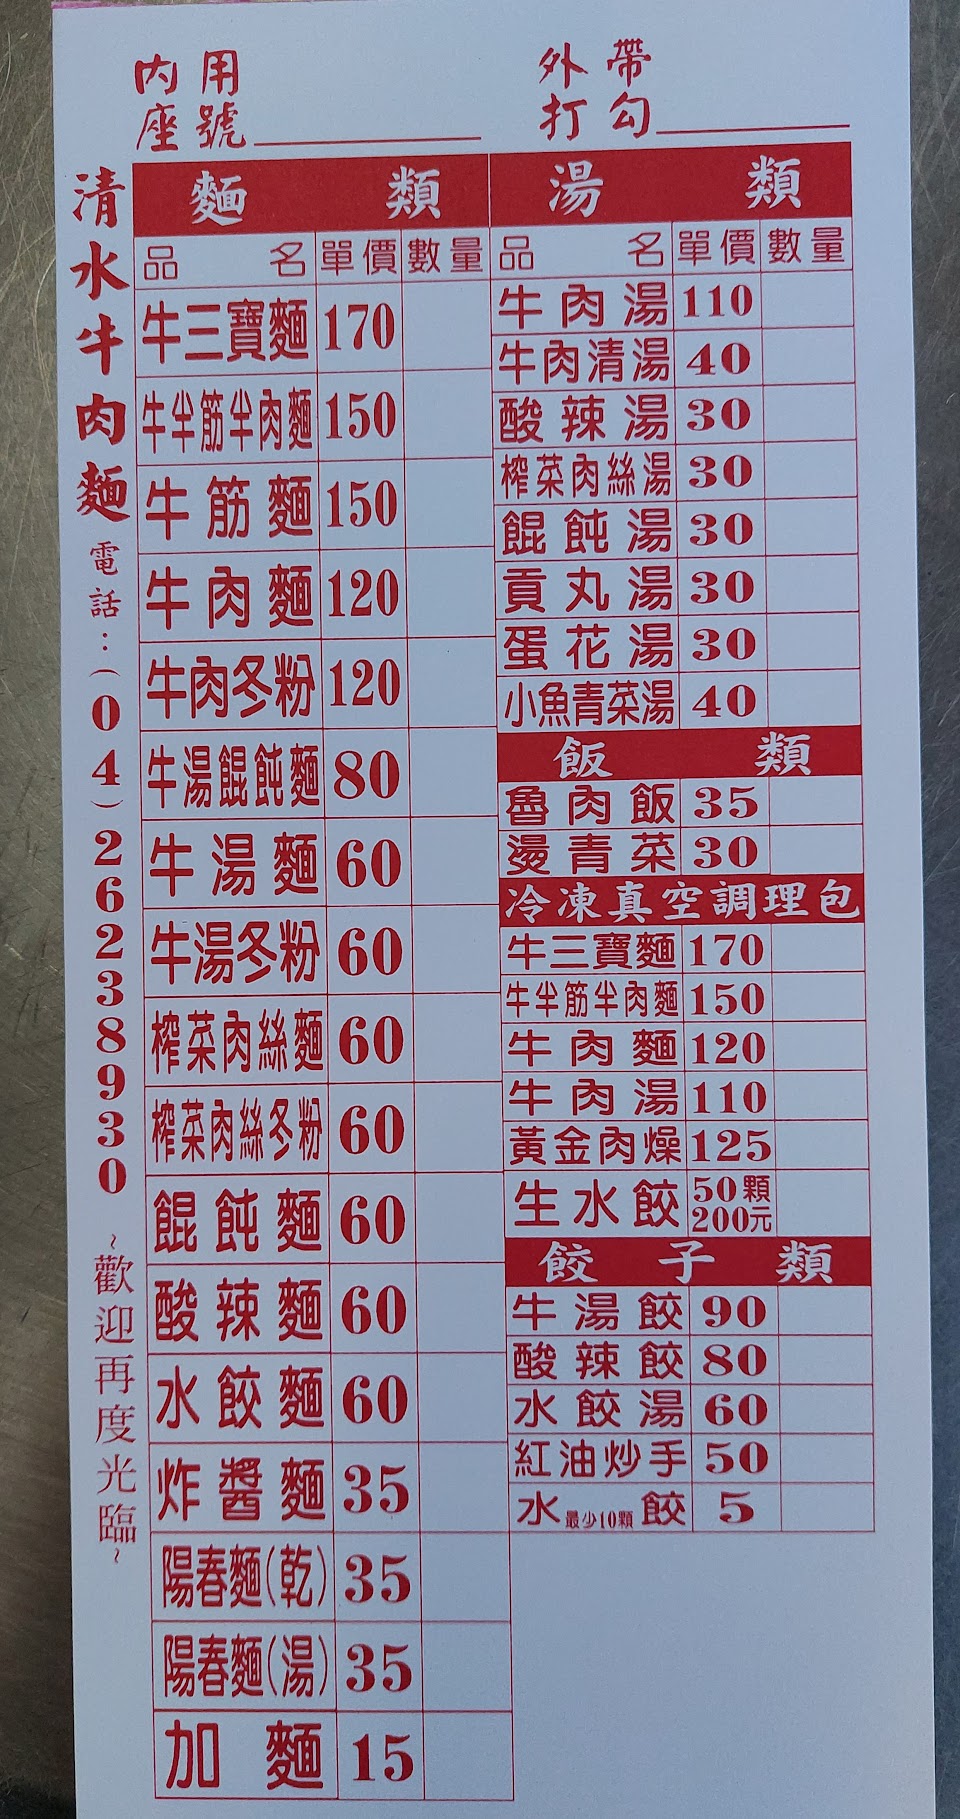 內用
座號
外帶
打勾
清水牛肉麵
電話:(04)26238930
~歡迎再度光臨~
麵類
品名 單價 數量
牛三寶麵 170
牛半筋半肉麵 150
牛筋麵 150
牛肉麵 120
牛肉冬粉 120
牛湯餛飩麵 80
牛湯麵 60
牛湯冬粉 60
榨菜肉絲麵 60
榨菜肉絲冬粉 60
餛飩麵 60
酸辣麵 60
水餃麵 60
炸醬麵 35
陽春麵(乾) 35
陽春麵(湯) 35
加麵 15
湯類
品名 單價 數量
牛肉湯 110
牛肉清湯 40
酸辣湯 30
榨菜肉絲湯 30
餛飩湯 30
貢丸湯 30
蛋花湯 30
小魚青菜湯 40
飯類
魯肉飯 35
燙青菜 30
冷凍真空調理包
牛三寶麵 170
牛半筋半肉麵 150
牛肉麵 120
牛肉湯 110
黃金肉燥 125
生水餃 50顆 200元
餃子類
牛湯餃 90
酸辣餃 80
水餃湯 60
紅油炒手 50
水最少10顆餃 5